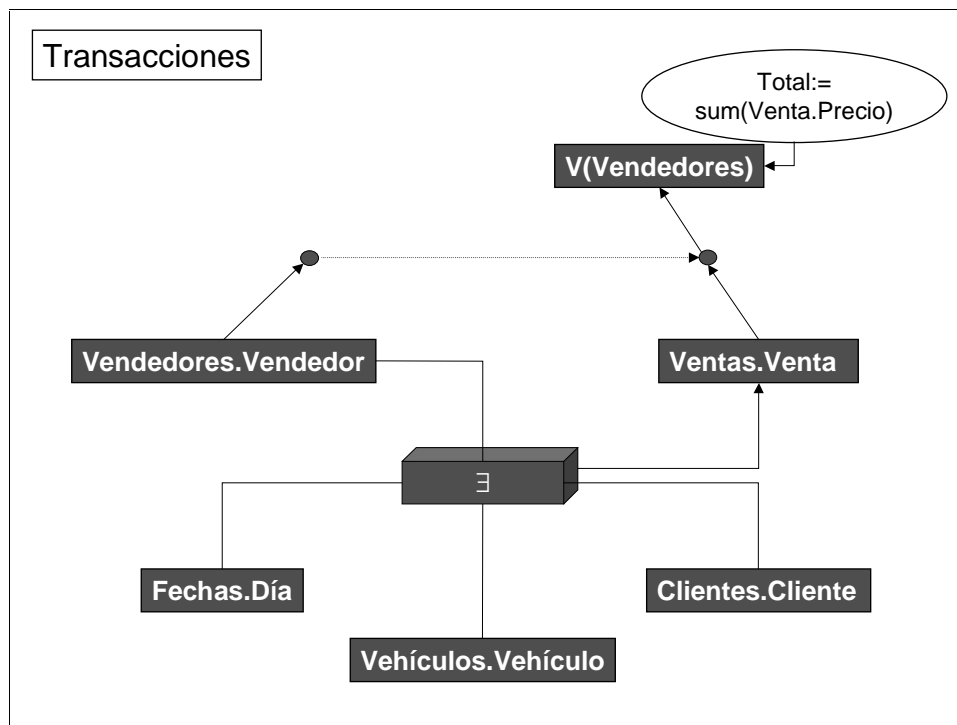 Transacciones
Total:=
sum(Venta.Precio)
V(Vendedores)
Vendedores.Vendedor
Ventas.Venta
∃
Fechas.Día
Clientes.Cliente
Vehículos.Vehículo